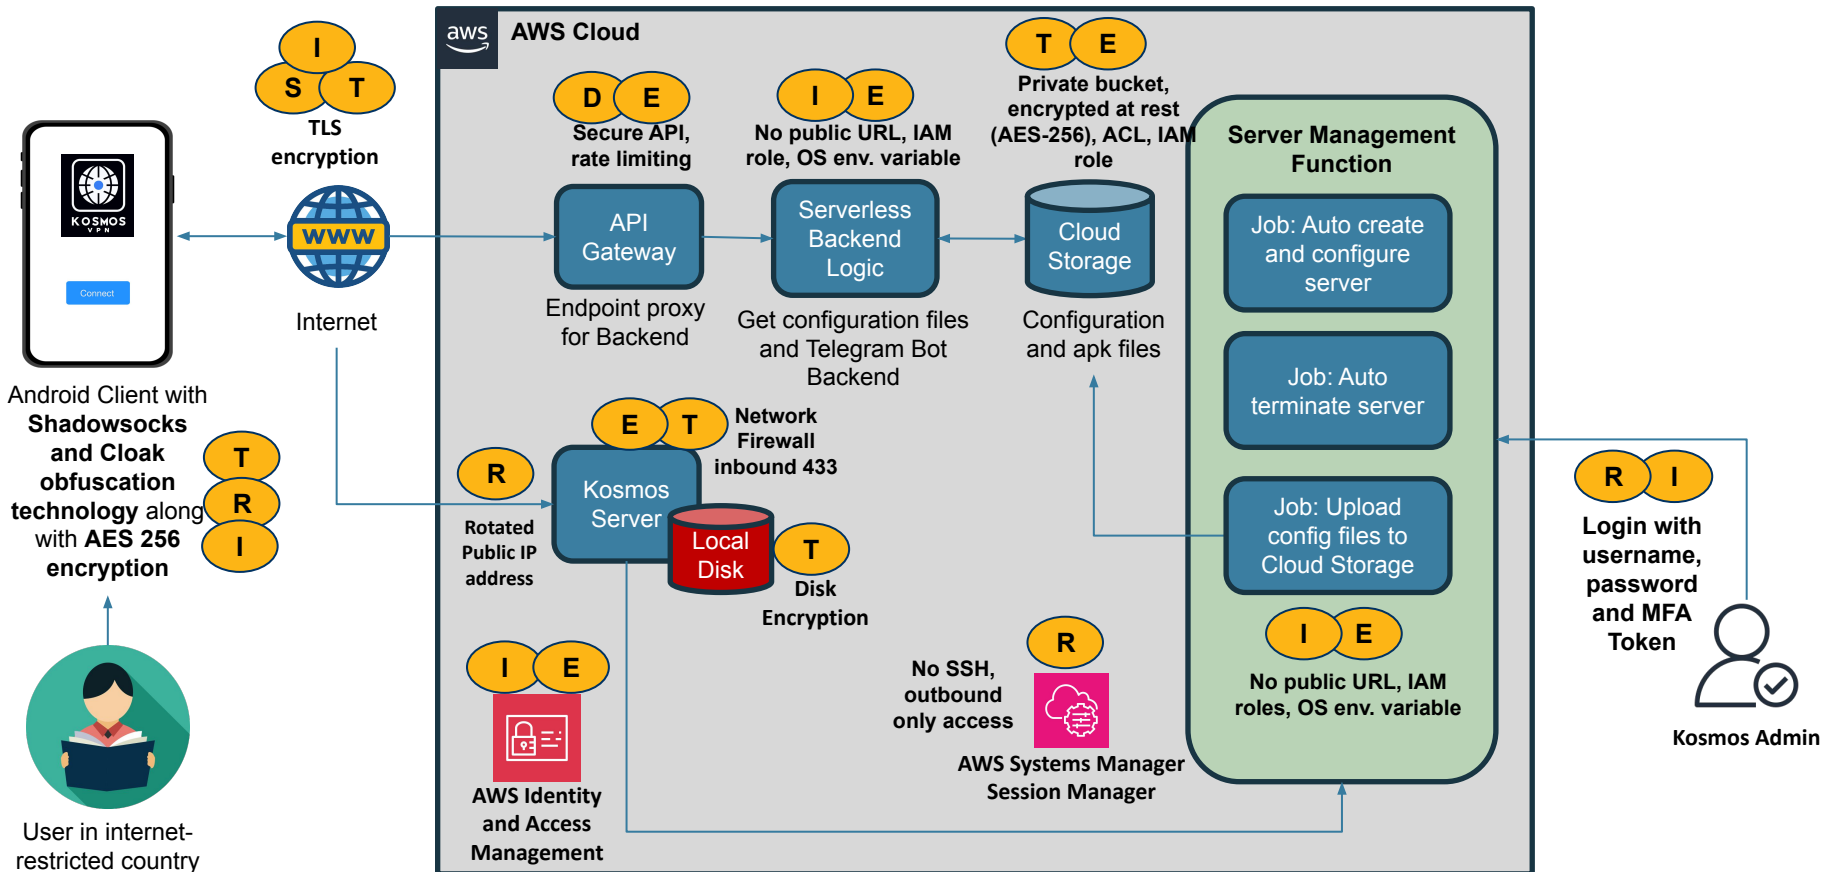 aws
AWS Cloud
I
S
T
TLS
encryption
D
E
Secure API,
rate limiting
I
E
No public URL, IAM
role, OS env. variable
T
E
Private bucket,
encrypted at rest
(AES-256), ACL, IAM
role
Server Management
Function
KOSMOS
VPN
Connect
WWW
Internet
API
Gateway
Endpoint proxy
for Backend
Serverless
Backend
Logic
Get configuration files
and Telegram Bot
Backend
Cloud
Storage
Configuration
and apk files
Job: Auto create
and configure
server
Job: Auto
terminate server
Job: Upload
config files to
Cloud Storage
I
E
No public URL, IAM
roles, OS env. variable
Android Client with
Shadowsocks
and Cloak
obfuscation
technology along
with AES 256
encryption
T
R
I
User in internet-
restricted country
R
Rotated
Public IP
address
E
T
Network
Firewall
inbound 433
Kosmos
Server
Local
Disk
T
Disk
Encryption
I
E
AWS Identity
and Access
Management
R
No SSH,
outbound
only access
AWS Systems Manager
Session Manager
R
I
Login with
username,
password
and MFA
Token
Kosmos Admin